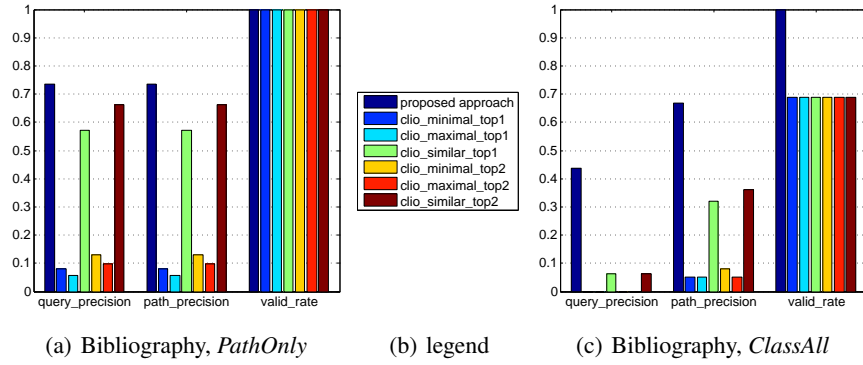 1
0.9
0.8
0.7
0.6
0.5
0.4
0.3
0.2
0.1
0
query_precision path_precision valid_rate
proposed approach
clio_minimal_top1
clio_maximal_top1
clio_similar_top1
clio_minimal_top2
clio_maximal_top2
clio_similar_top2
1
0.9
0.8
0.7
0.6
0.5
0.4
0.3
0.2
0.1
0
query_precision path_precision valid_rate
(a) Bibliography, PathOnly
(b) legend
(c) Bibliography, ClassAll